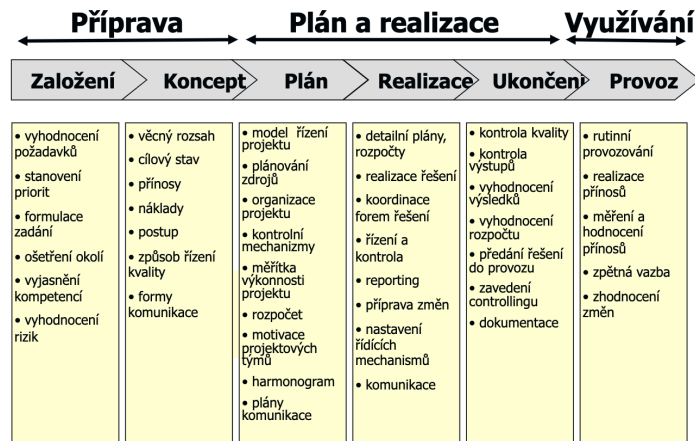 Příprava
Plán a realizace
Využívání
Založení
Koncept
Plán
Realizace
Ukončení
Provoz
• vyhodnocení
požadavků
• stanovení
priorit
• formulace
zadání
• ošetření okolí
• vyjasnění
kompetencí
• vyhodnocení
rizik
• věcný rozsah
• cílový stav
• přínosy
• náklady
• postup
• způsob řízení
kvality
• formy
komunikace
• model řízení
projektu
• plánování
zdrojů
• organizace
projektu
• kontrolní
mechanizmy
• měřítka
výkonnosti
projektu
• rozpočet
• motivace
projektových
týmů
• harmonogram
• plány
komunikace
• detailní plány,
rozpočty
• realizace řešení
• koordinace
forem řešení
• řízení a
kontrola
• reporting
• příprava změn
• nastavení
řídících
mechanismů
• komunikace
• kontrola kvality
• kontrola
výstupů
• vyhodnocení
výsledků
• vyhodnocení
rozpočtu
• předání řešení
do provozu
• zavedení
controllingu
• dokumentace
• rutinní
provozování
• realizace
přínosů
• měření a
hodnocení
přínosů
• zpětná vazba
• zhodnocení
změn